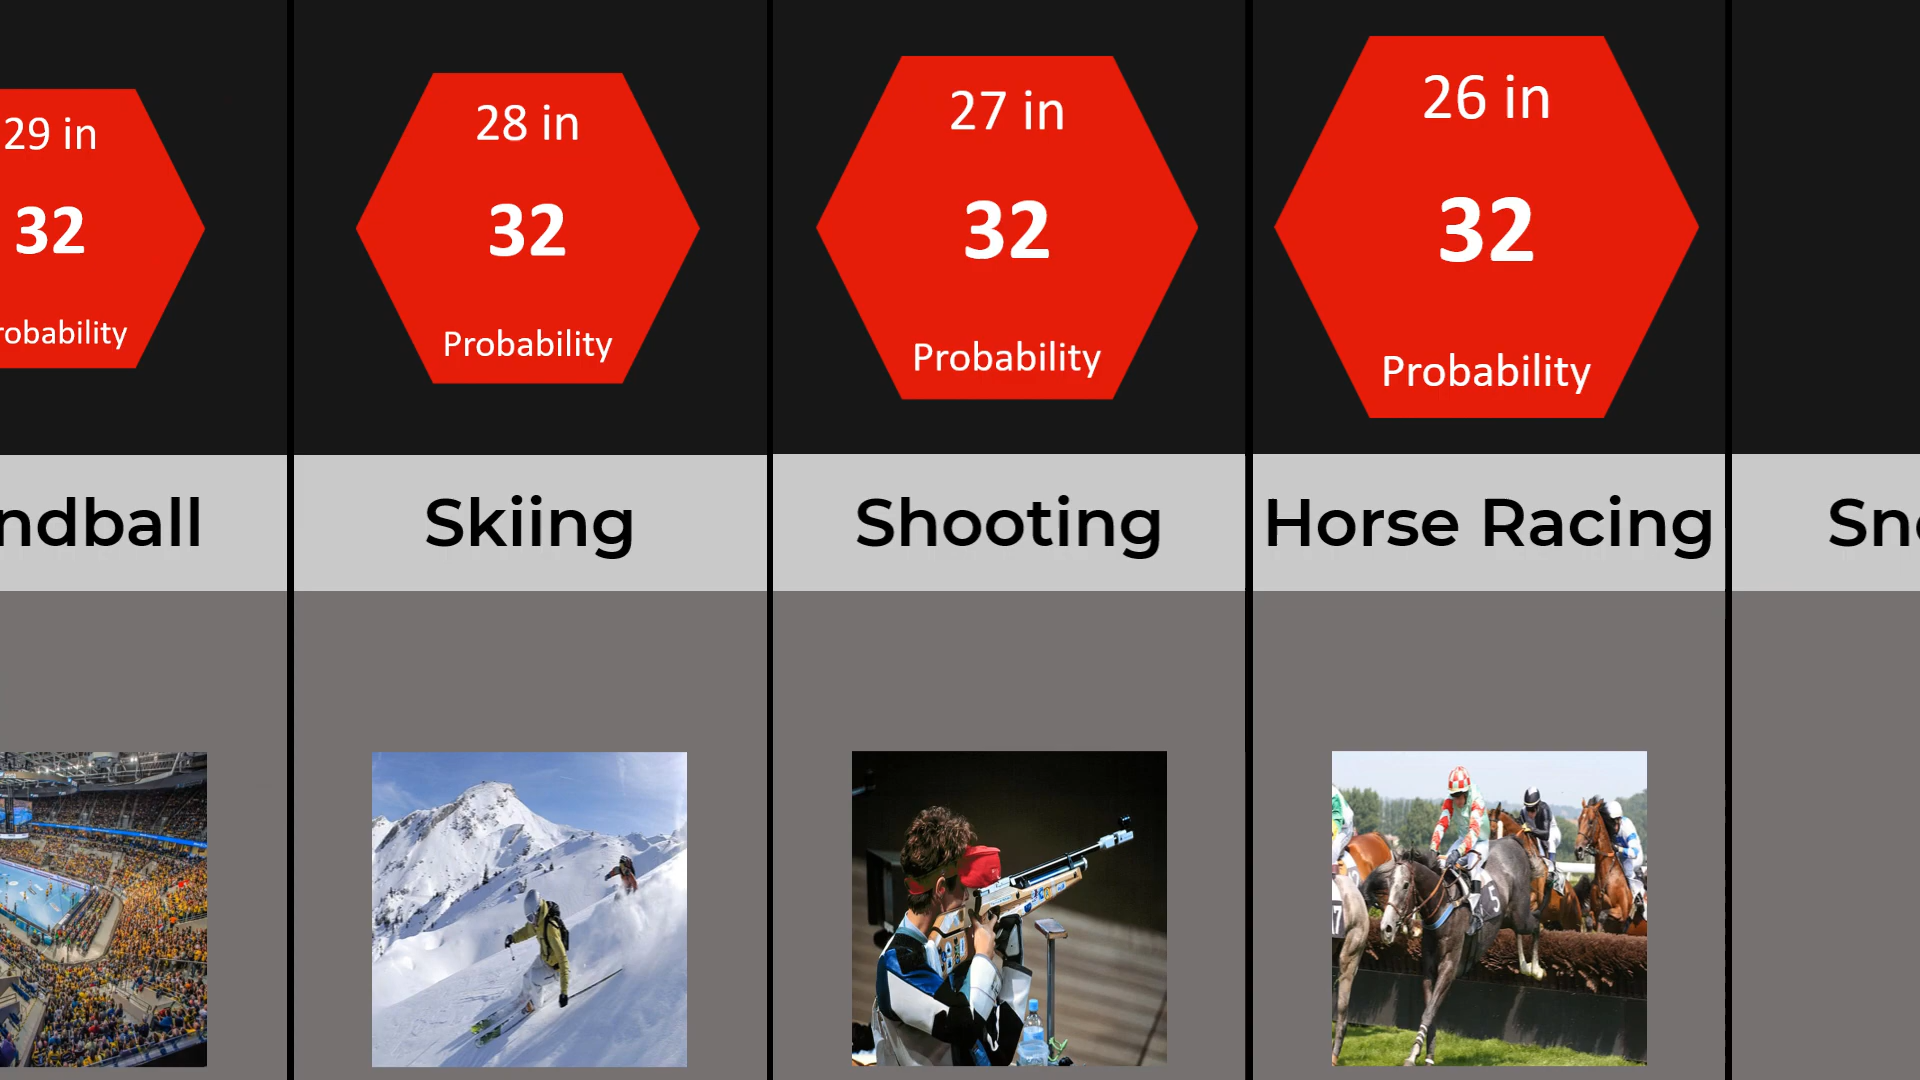 29 in
32
robability
ndball
28 in
32
Probability
Skiing
27 in
32
Probability
Shooting
26 in
32
Probability
Horse Racing
Sn
5